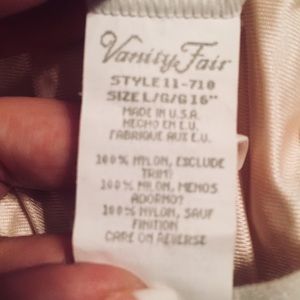 Vanity Fair
STYLE 11-710
SIZE L/G/G 16"
MADE IN U.S.A.
HECHO EN E.U.
FABRIQUE AUX E.U.
100% NYLON, EXCLUDE
TRIM?
100% NYLON, MENOS
ADORNO?
100% NYLON, SAUF
FINITION
CARE ON REVERSE